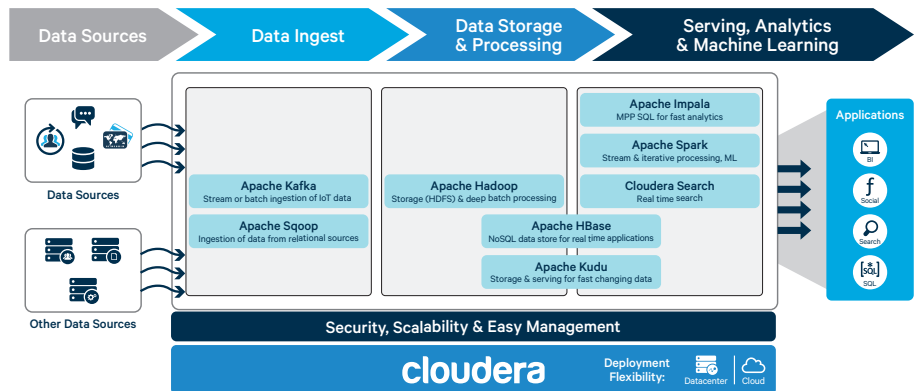 Data Sources
Data Ingest
Data Storage
& Processing
Serving, Analytics
& Machine Learning
Data Sources
Other Data Sources
Apache Kafka
Stream or batch ingestion of IoT data
Apache Sqoop
Ingestion of data from relational sources
Apache Hadoop
Storage (HDFS) & deep batch processing
Apache HBase
NoSQL data store for real time applications
Apache Kudu
Storage & serving for fast changing data
Apache Impala
MPP SQL for fast analytics
Apache Spark
Stream & iterative processing, ML
Cloudera Search
Real time search
Applications
BI
Social
Search
SQL
SQL
Security, Scalability & Easy Management
cloudera
Deployment
Flexibility:
Datacenter
Cloud